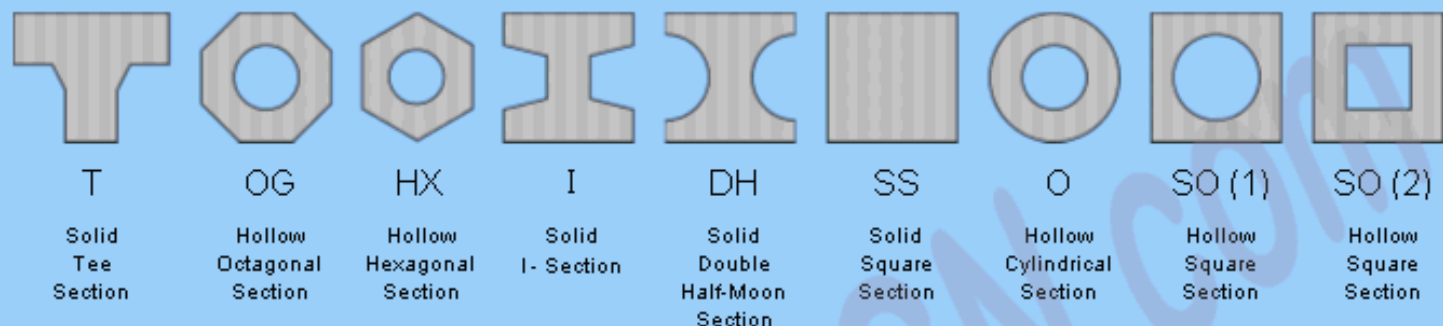 T OG HX I DH SS O SO (1) SO (2)
Solid Tee Section
Hollow Octagonal Section
Hollow Hexagonal Section
Solid I- Section
Solid Double Half-Moon Section
Solid Square Section
Hollow Cylindrical Section
Hollow Square Section
Hollow Square Section